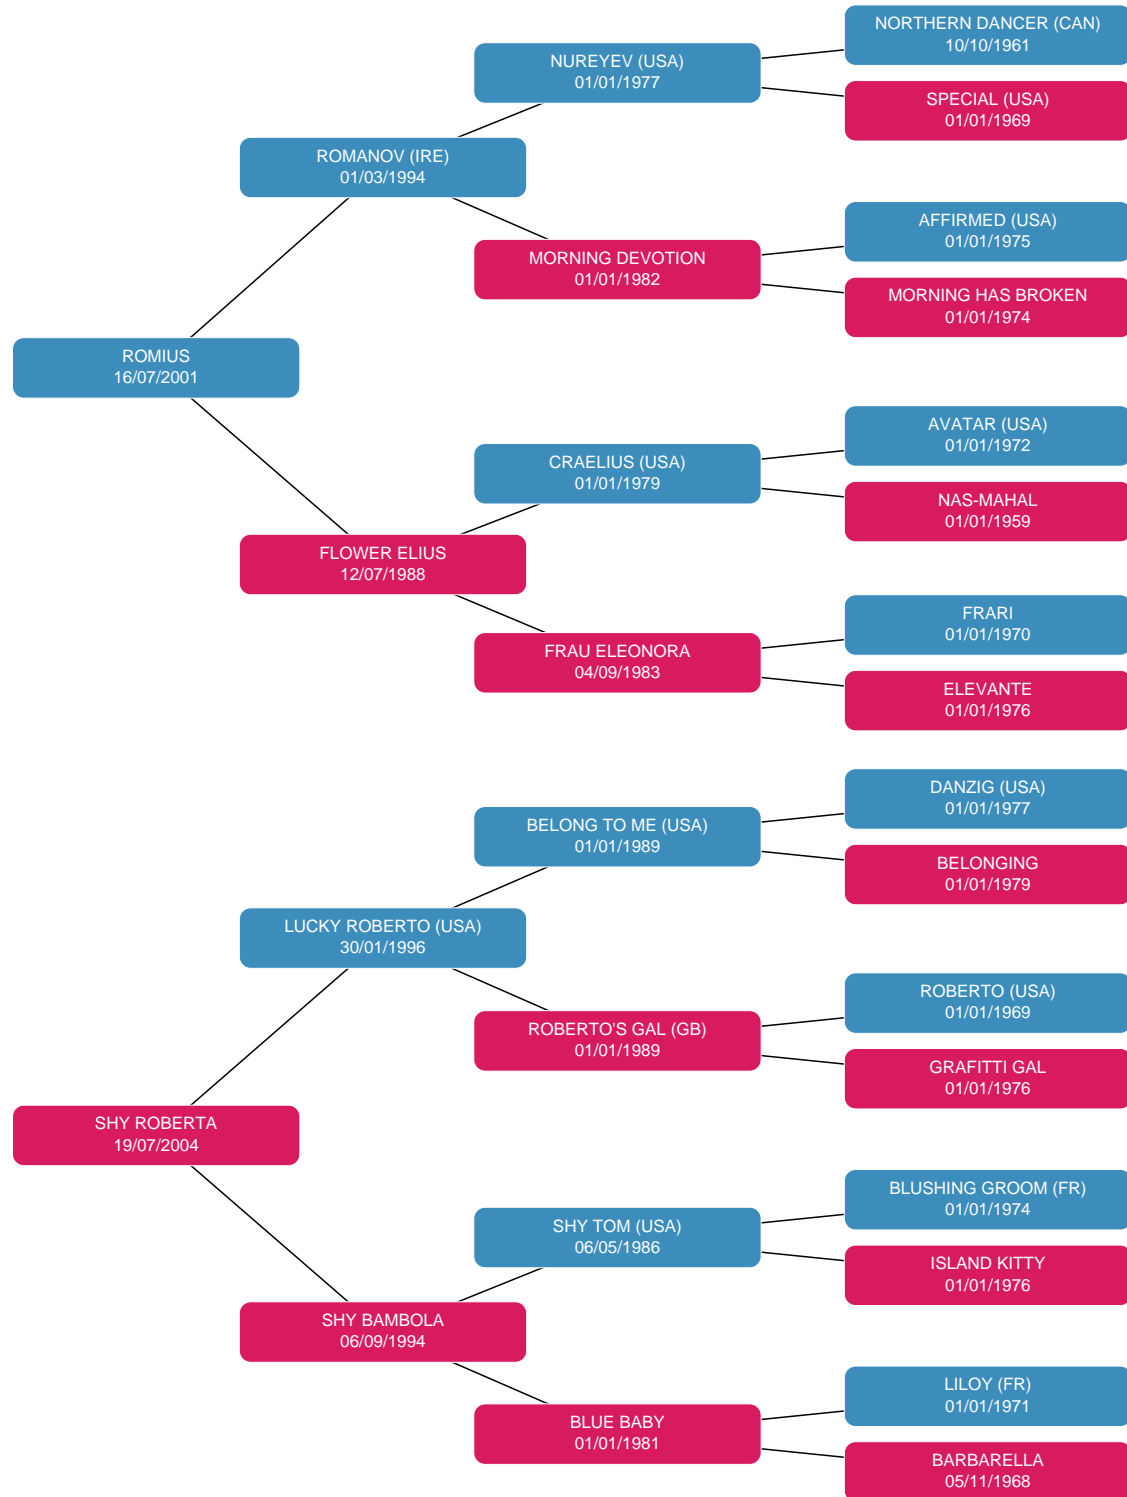 NORTHERN DANCER (CAN)
10/10/1961
NUREYEV (USA)
01/01/1977
SPECIAL (USA)
01/01/1969
ROMANOV (IRE)
01/03/1994
AFFIRMED (USA)
01/01/1975
MORNING DEVOTION
01/01/1982
MORNING HAS BROKEN
01/01/1974
ROMIUS
16/07/2001
AVATAR (USA)
01/01/1972
CRAELIUS (USA)
01/01/1979
NAS-MAHAL
01/01/1959
FLOWER ELIUS
12/07/1988
FRARI
01/01/1970
FRAU ELEONORA
04/09/1983
ELEVANTE
01/01/1976
DANZIG (USA)
01/01/1977
BELONG TO ME (USA)
01/01/1989
BELONGING
01/01/1979
LUCKY ROBERTO (USA)
30/01/1996
ROBERTO (USA)
01/01/1969
ROBERTO'S GAL (GB)
01/01/1989
GRAFITTI GAL
01/01/1976
SHY ROBERTA
19/07/2004
BLUSHING GROOM (FR)
01/01/1974
SHY TOM (USA)
06/05/1986
ISLAND KITTY
01/01/1976
SHY BAMBOLA
06/09/1994
LILOY (FR)
01/01/1971
BLUE BABY
01/01/1981
BARBARELLA
05/11/1968